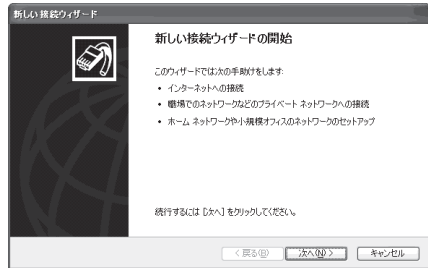 新しい接続ウィザード
新しい接続ウィザードの開始
このウィザードでは次の手助けをします:
• インターネットへの接続
• 職場でのネットワークなどのプライベート ネットワークへの接続
• ホーム ネットワークや小規模オフィスのネットワークのセットアップ
続行するには [次へ] をクリックしてください。
< 戻る(B)
次へ(N) >
キャンセル